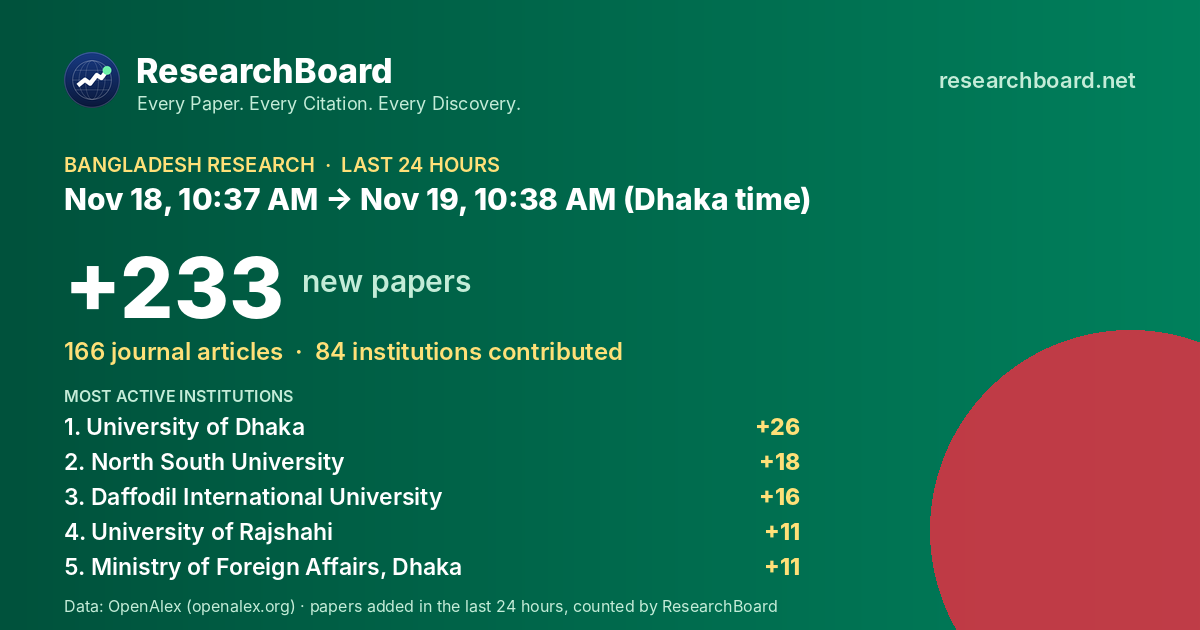 ResearchBoard
Every Paper. Every Citation. Every Discovery.
researchboard.net
BANGLADESH RESEARCH · LAST 24 HOURS
Nov 18, 10:37 AM → Nov 19, 10:38 AM (Dhaka time)
+233 new papers
166 journal articles · 84 institutions contributed
MOST ACTIVE INSTITUTIONS
1. University of Dhaka +26
2. North South University +18
3. Daffodil International University +16
4. University of Rajshahi +11
5. Ministry of Foreign Affairs, Dhaka +11
Data: OpenAlex (openalex.org) · papers added in the last 24 hours, counted by ResearchBoard